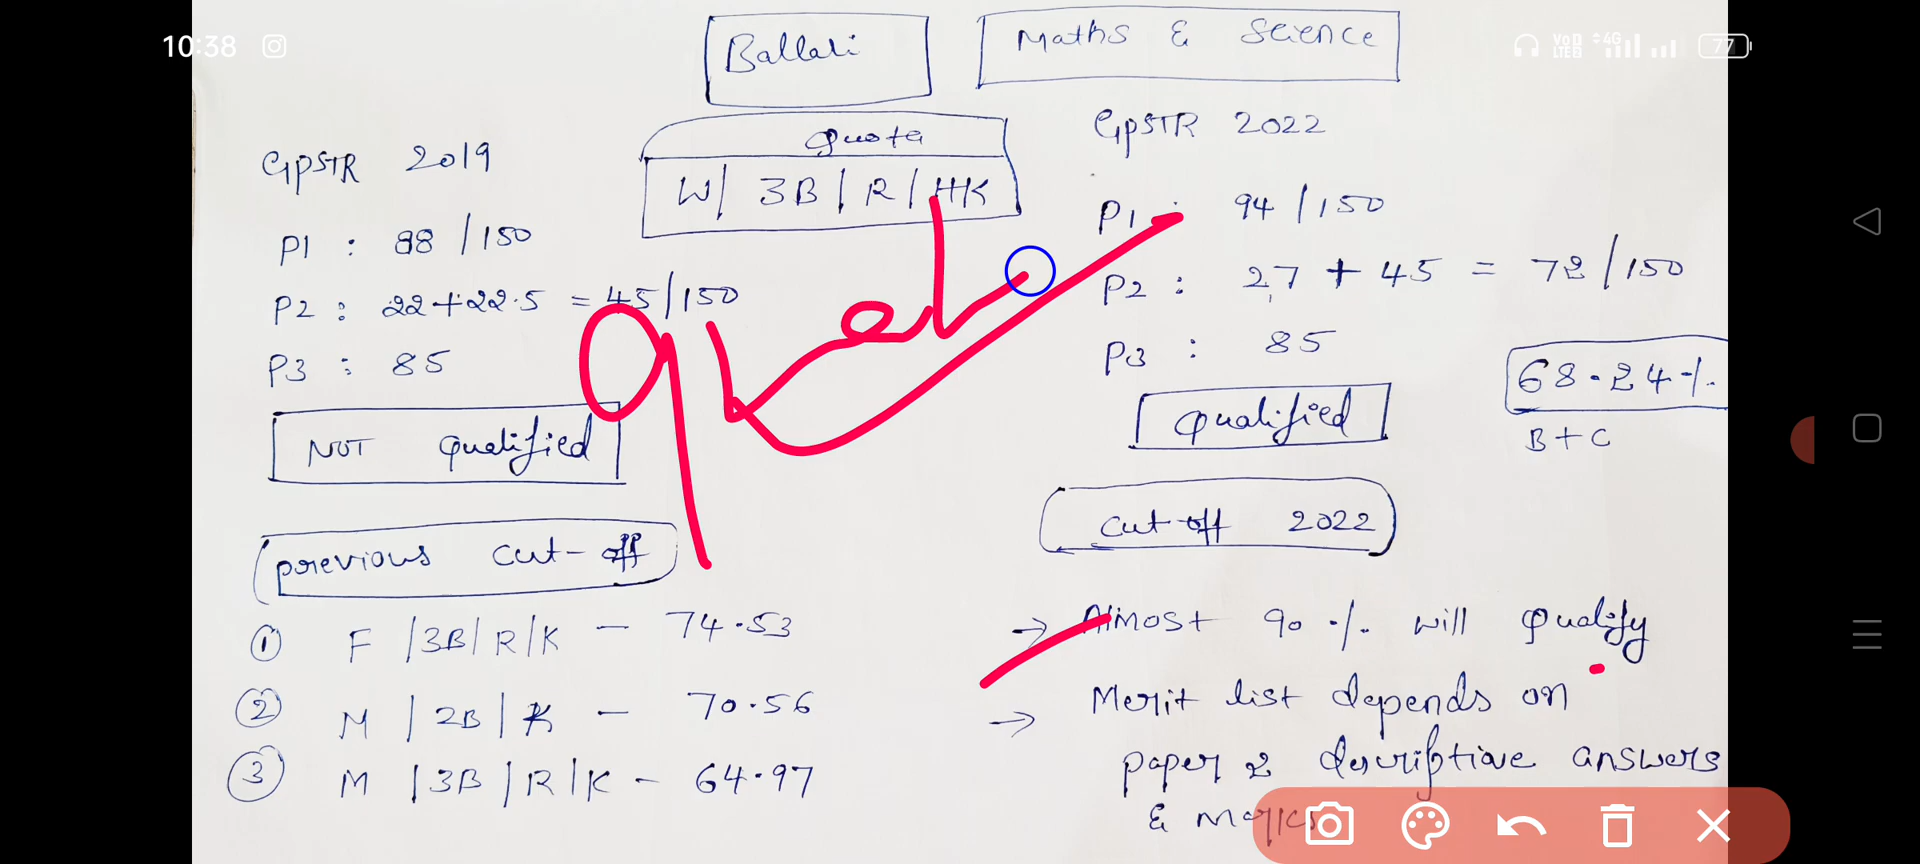 10:38
77
Ballari
Maths & Science
Quota
W/ 3B / R / HK
GPSTR 2019
P1 : 88 /150
P2 : 22+22.5 = 45/150
P3 : 85
NOT Qualified
previous cut-off
① F /3B/ R/K - 74.53
② M / 2B / K - 70.56
③ M / 3B / R / K - 64.97
GPSTR 2022
P1 : 94 /150
P2 : 27 + 45 = 72 /150
P3 : 85
68.24%.
B + C
Qualified
cut-off 2022
→ Almost 90 %. will qualify
→ Merit list depends on
paper 2 descriptive answers
&